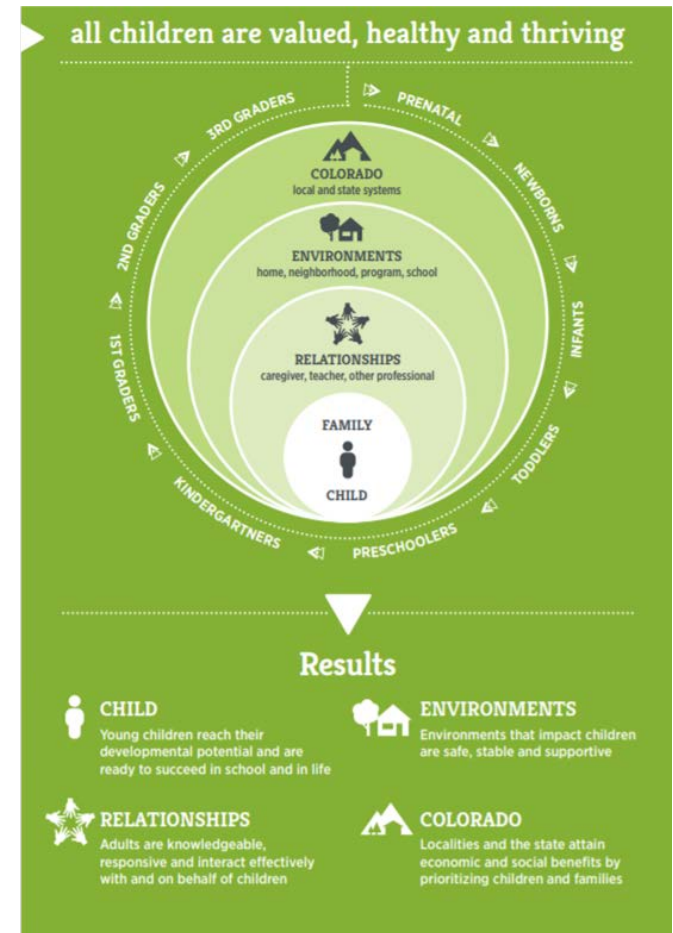 all children are valued, healthy and thriving
PRENATAL
NEWBORNS
INFANTS
TODDLERS
PRESCHOOLERS
KINDERGARTNERS
1ST GRADERS
2ND GRADERS
3RD GRADERS
COLORADO
local and state systems
ENVIRONMENTS
home, neighborhood, program, school
RELATIONSHIPS
caregiver, teacher, other professional
FAMILY
CHILD
Results
CHILD
Young children reach their
developmental potential and are
ready to succeed in school and in life
ENVIRONMENTS
Environments that impact children
are safe, stable and supportive
RELATIONSHIPS
Adults are knowledgeable,
responsive and interact effectively
with and on behalf of children
COLORADO
Localities and the state attain
economic and social benefits by
prioritizing children and families